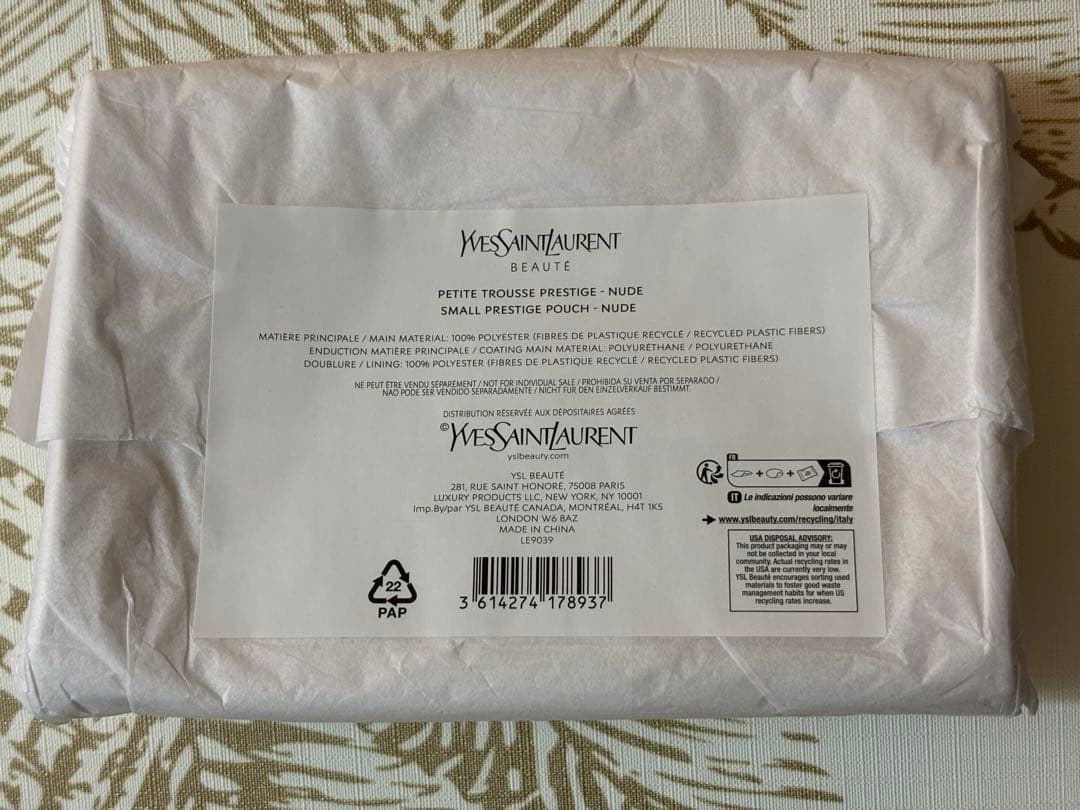 YVESSAINTLAURENT
BEAUTÉ
PETITE TROUSSE PRESTIGE - NUDE
SMALL PRESTIGE POUCH - NUDE
MATIÈRE PRINCIPALE / MAIN MATERIAL: 100% POLYESTER (FIBRES DE PLASTIQUE RECYCLÉ / RECYCLED PLASTIC FIBERS)
ENDUCTION MATIÈRE PRINCIPALE / COATING MAIN MATERIAL: POLYURÉTHANE / POLYURETHANE
DOUBLURE / LINING: 100% POLYESTER (FIBRES DE PLASTIQUE RECYCLÉ / RECYCLED PLASTIC FIBERS)
NE PEUT ÊTRE VENDU SÉPARÉMENT / NOT FOR INDIVIDUAL SALE / PROHIBIDA SU VENTA POR SEPARADO /
NAO PODE SER VENDIDO SEPARADAMENTE / NICHT FUR DEN EINZELVERKAUF BESTIMMT.
DISTRIBUTION RÉSERVÉE AUX DÉPOSITAIRES AGRÉÉS
©YVESSAINTLAURENT
yslbeauty.com
YSL BEAUTÉ
281, RUE SAINT HONORÉ, 75008 PARIS
LUXURY PRODUCTS LLC, NEW YORK, NY 10001
Imp.By/par YSL BEAUTÉ CANADA, MONTRÉAL, H4T 1K5
LONDON W6 8AZ
MADE IN CHINA
LE9039
22
PAP
3 614274 178937
FR
+ +
IT Le indicazioni possono variare
localmente
www.yslbeauty.com/recycling/italy
USA DISPOSAL ADVISORY:
This product packaging may or may
not be collected in your local
community. Actual recycling rates in
the USA are currently very low.
YSL Beauté encourages sorting used
materials to foster good waste
management habits for when US
recycling rates increase.